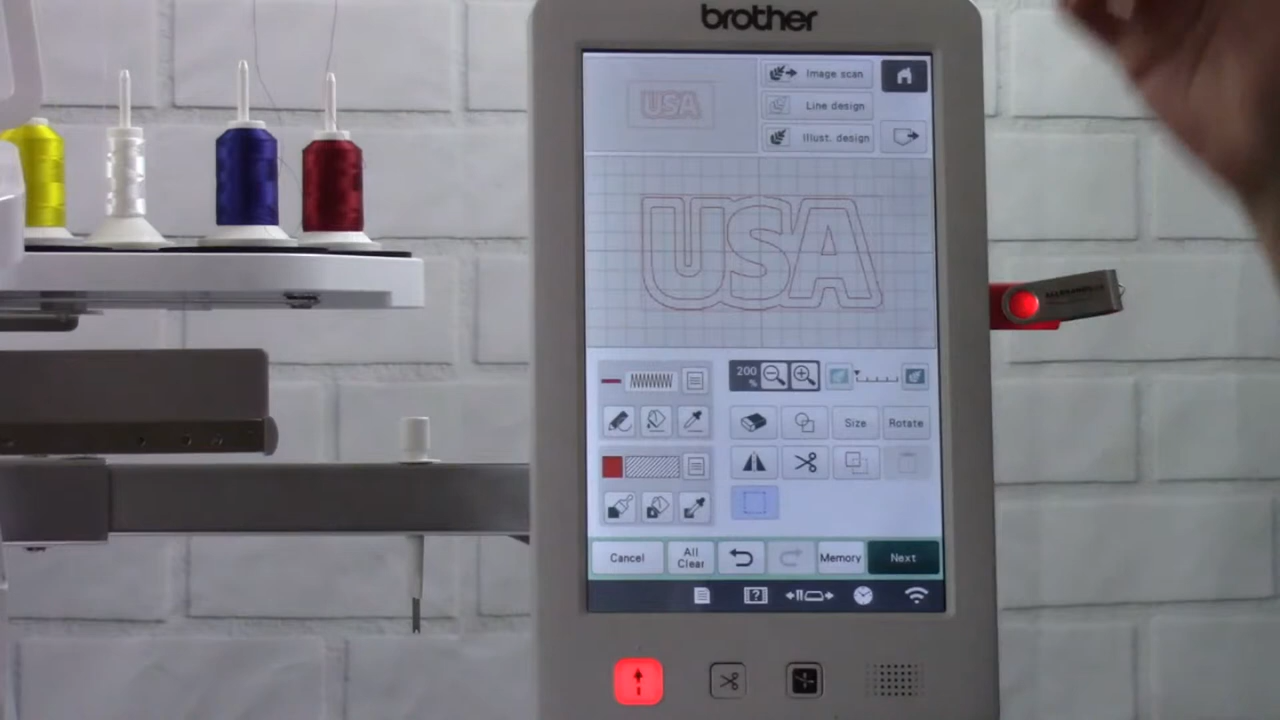 brother
Image scan
USA
Line design
Illust. design
USA
200
%
Size
Rotate
Cancel
All
Clear
Memory
Next